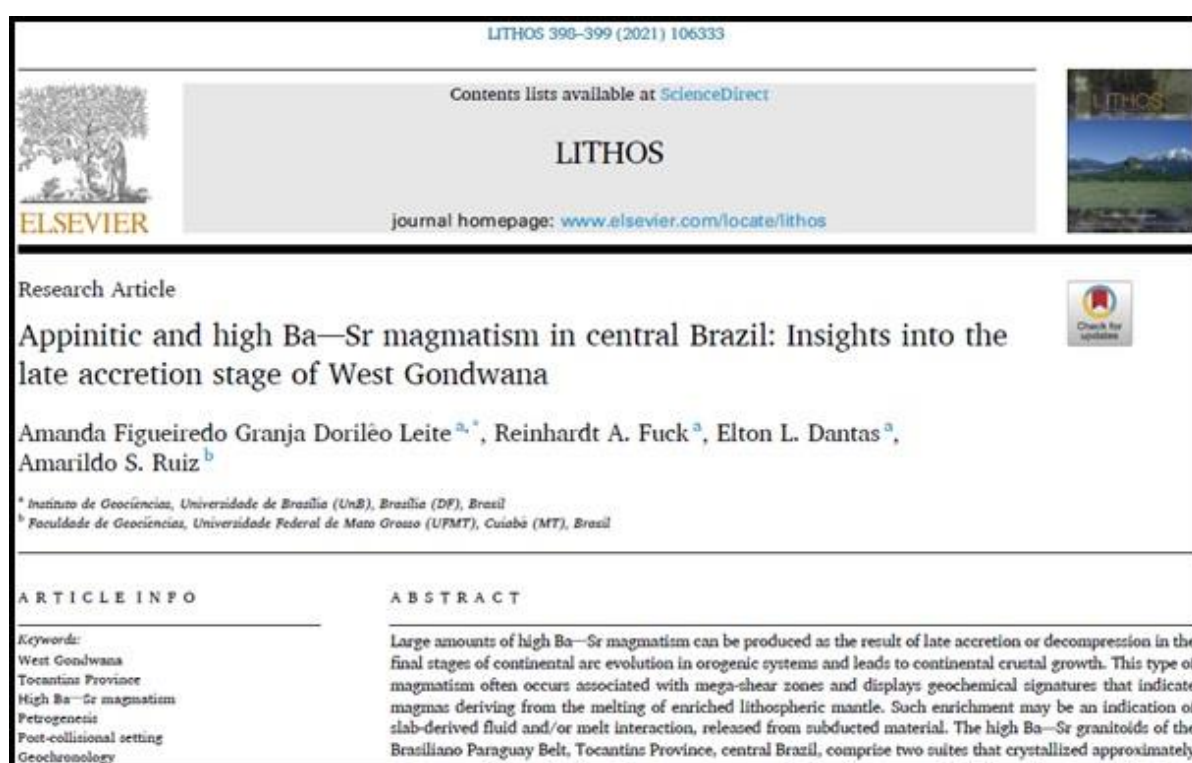 LITHOS 398–399 (2021) 106333
Contents lists available at ScienceDirect
LITHOS
journal homepage: www.elsevier.com/locate/lithos
ELSEVIER
LITHOS
Research Article
Check for
updates
Appinitic and high Ba—Sr magmatism in central Brazil: Insights into the
late accretion stage of West Gondwana
Amanda Figueiredo Granja Dorilêo Leite a,*, Reinhardt A. Fuck a, Elton L. Dantas a,
Amarildo S. Ruiz b
a Instituto de Geociências, Universidade de Brasília (UnB), Brasília (DF), Brasil
b Faculdade de Geociências, Universidade Federal de Mato Grosso (UFMT), Cuiabá (MT), Brasil
ARTICLE INFO
Keywords:
West Gondwana
Tocantins Province
High Ba—Sr magmatism
Petrogenesis
Post-collisional setting
Geochronology
ABSTRACT
Large amounts of high Ba—Sr magmatism can be produced as the result of late accretion or decompression in the
final stages of continental arc evolution in orogenic systems and leads to continental crustal growth. This type of
magmatism often occurs associated with mega-shear zones and displays geochemical signatures that indicate
magmas deriving from the melting of enriched lithospheric mantle. Such enrichment may be an indication of
slab-derived fluid and/or melt interaction, released from subducted material. The high Ba—Sr granitoids of the
Brasiliano Paraguay Belt, Tocantins Province, central Brazil, comprise two suites that crystallized approximately